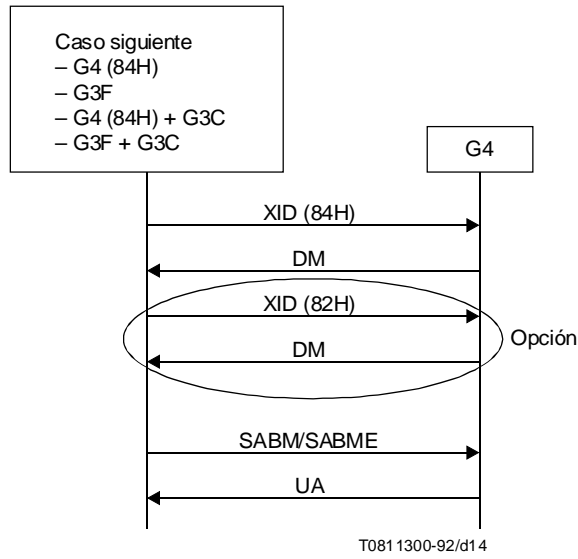 Caso siguiente
– G4 (84H)
– G3F
– G4 (84H) + G3C
– G3F + G3C
G4
XID (84H)
DM
XID (82H)
DM
Opción
SABM/SABME
UA
T0811300-92/d14